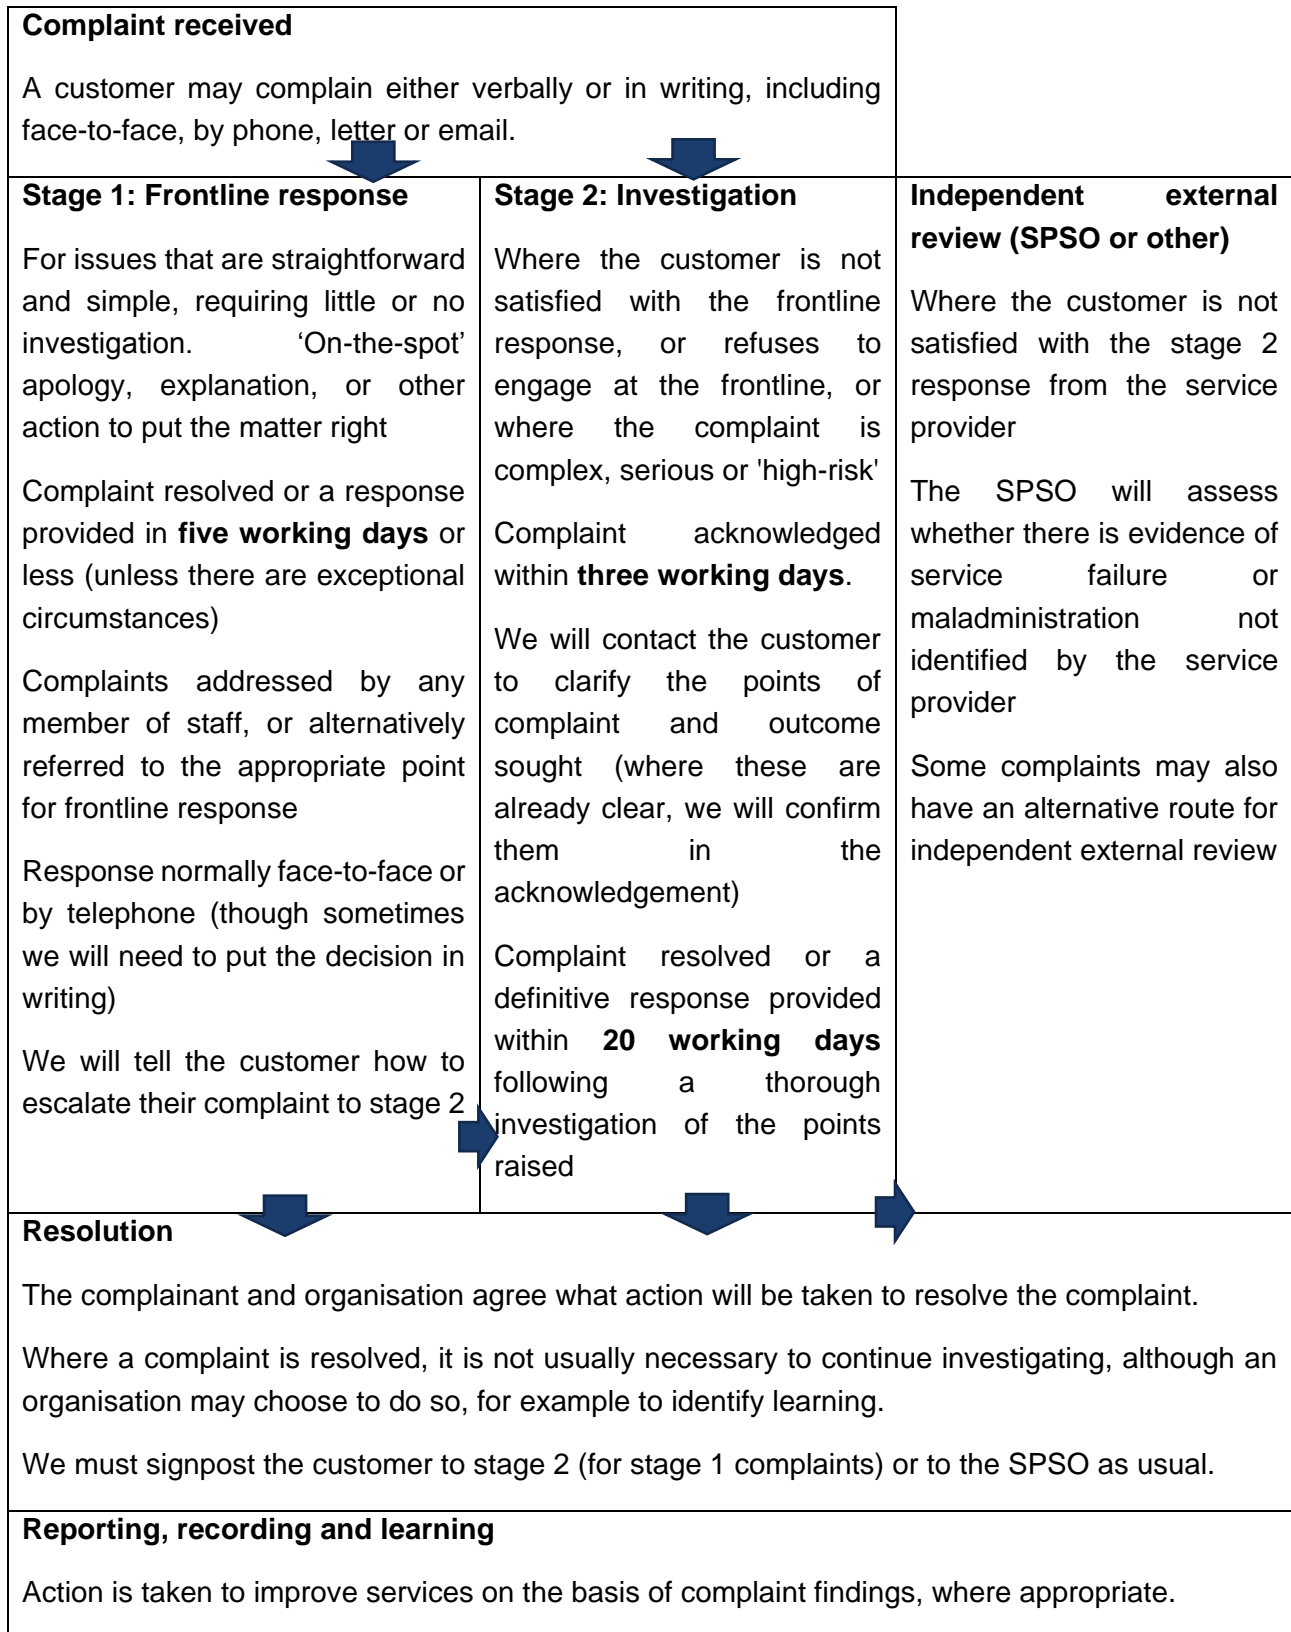 Complaint received
A customer may complain either verbally or in writing, including
face-to-face, by phone, letter or email.
Stage 1: Frontline response
For issues that are straightforward
and simple, requiring little or no
investigation. ‘On-the-spot’
apology, explanation, or other
action to put the matter right
Complaint resolved or a response
provided in five working days or
less (unless there are exceptional
circumstances)
Complaints addressed by any
member of staff, or alternatively
referred to the appropriate point
for frontline response
Response normally face-to-face or
by telephone (though sometimes
we will need to put the decision in
writing)
We will tell the customer how to
escalate their complaint to stage 2
Stage 2: Investigation
Where the customer is not
satisfied with the frontline
response, or refuses to
engage at the frontline, or
where the complaint is
complex, serious or 'high-risk'
Complaint acknowledged
within three working days.
We will contact the customer
to clarify the points of
complaint and outcome
sought (where these are
already clear, we will confirm
them in the
acknowledgement)
Complaint resolved or a
definitive response provided
within 20 working days
following a thorough
investigation of the points
raised
Independent external
review (SPSO or other)
Where the customer is not
satisfied with the stage 2
response from the service
provider
The SPSO will assess
whether there is evidence of
service failure or
maladministration not
identified by the service
provider
Some complaints may also
have an alternative route for
independent external review
Resolution
The complainant and organisation agree what action will be taken to resolve the complaint.
Where a complaint is resolved, it is not usually necessary to continue investigating, although an
organisation may choose to do so, for example to identify learning.
We must signpost the customer to stage 2 (for stage 1 complaints) or to the SPSO as usual.
Reporting, recording and learning
Action is taken to improve services on the basis of complaint findings, where appropriate.